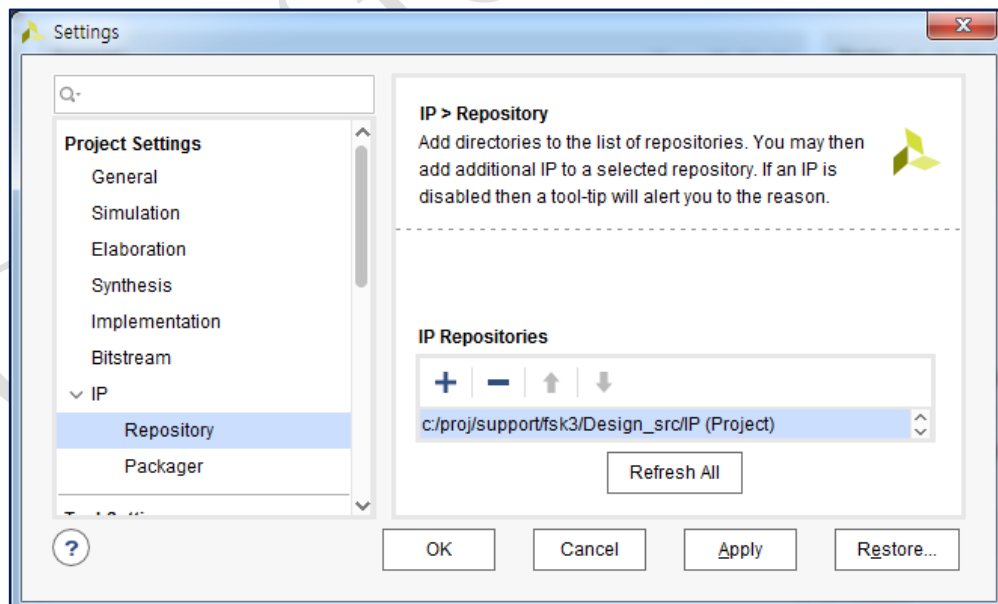 Settings
Project Settings
General
Simulation
Elaboration
Synthesis
Implementation
Bitstream
IP
Repository
Packager
IP > Repository
Add directories to the list of repositories. You may then
add additional IP to a selected repository. If an IP is
disabled then a tool-tip will alert you to the reason.
IP Repositories
c:/proj/support/fsk3/Design_src/IP (Project)
Refresh All
?
OK
Cancel
Apply
Restore...